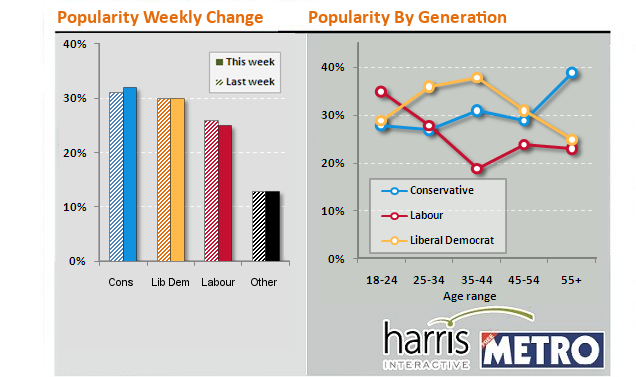 Popularity Weekly Change
40%
30%
20%
10%
0%
This week
Last week
Cons Lib Dem Labour Other
Popularity By Generation
40%
30%
20%
10%
0%
Conservative
Labour
Liberal Democrat
18-24 25-34 35-44 45-54 55+
Age range
harris
INTERACTIVE
FREE
METRO